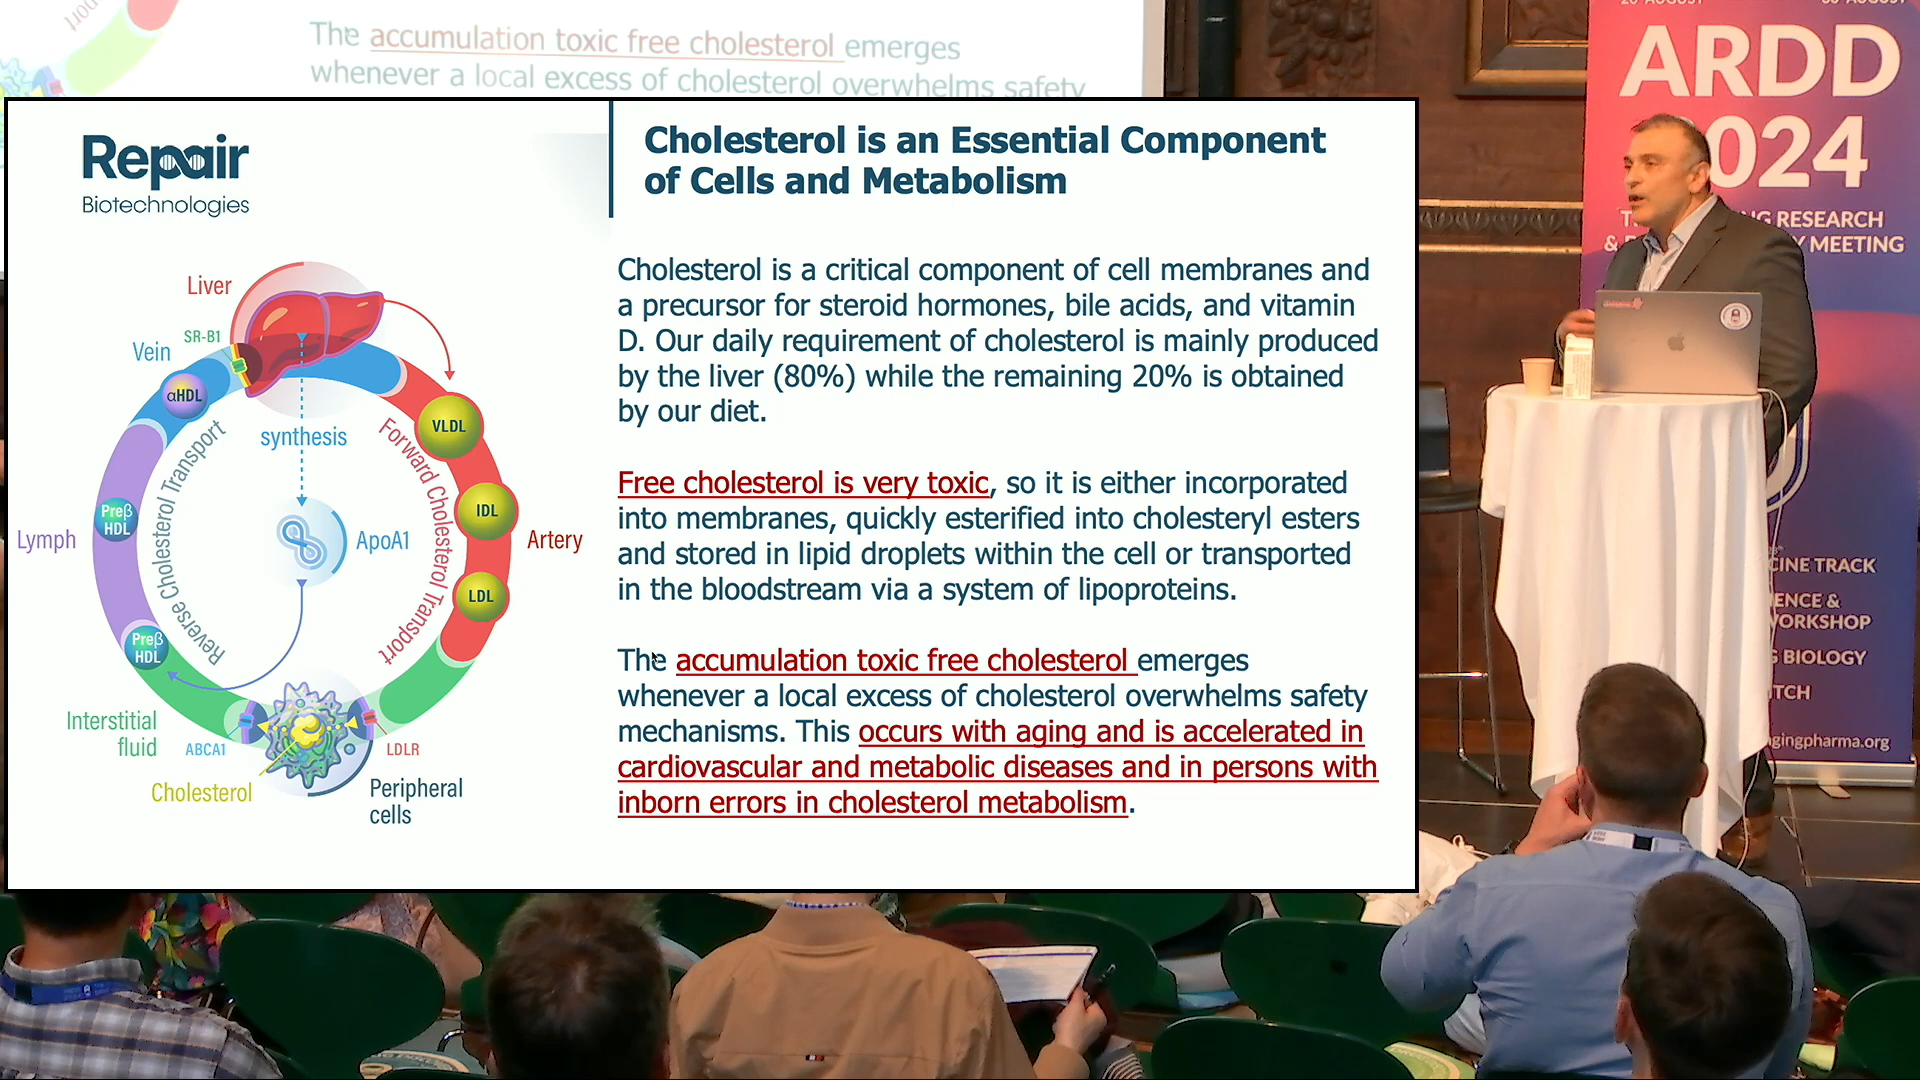 The accumulation toxic free cholesterol emerges
whenever a local excess of cholesterol overwhelms safety
Repair
Biotechnologies
Cholesterol is an Essential Component
of Cells and Metabolism
Cholesterol is a critical component of cell membranes and
a precursor for steroid hormones, bile acids, and vitamin
D. Our daily requirement of cholesterol is mainly produced
by the liver (80%) while the remaining 20% is obtained
by our diet.
Free cholesterol is very toxic, so it is either incorporated
into membranes, quickly esterified into cholesteryl esters
and stored in lipid droplets within the cell or transported
in the bloodstream via a system of lipoproteins.
The accumulation toxic free cholesterol emerges
whenever a local excess of cholesterol overwhelms safety
mechanisms. This occurs with aging and is accelerated in
cardiovascular and metabolic diseases and in persons with
inborn errors in cholesterol metabolism.
Liver
SR-B1
Vein
αHDL
synthesis
VLDL
Reverse Cholesterol Transport
Forward Cholesterol Transport
Preβ
HDL
IDL
Lymph
ApoA1
Artery
LDL
Preβ
HDL
Interstitial
fluid
ABCA1
LDLR
Cholesterol
Peripheral
cells
ARDD
024
NG RESEARCH
& Y MEETING
CINE TRACK
ENCE &
WORKSHOP
BIOLOGY
TCH
agingpharma.org